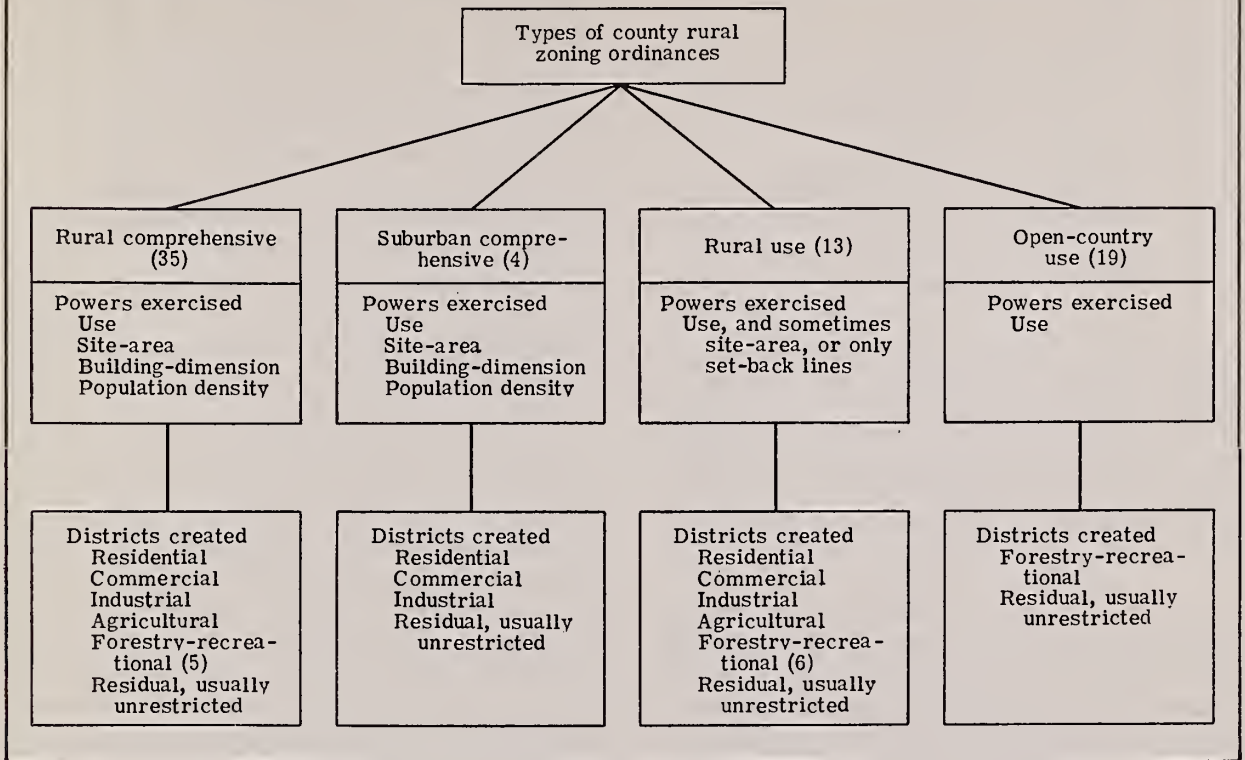 Types of county rural
zoning ordinances
Rural comprehensive
(35)
Powers exercised
Use
Site-area
Building-dimension
Population density
Districts created
Residential
Commercial
Industrial
Agricultural
Forestry-recrea-
tional (5)
Residual, usually
unrestricted
Suburban compre-
hensive (4)
Powers exercised
Use
Site-area
Building-dimension
Population density
Districts created
Residential
Commercial
Industrial
Residual, usually
unrestricted
Rural use (13)
Powers exercised
Use, and sometimes
site-area, or only
set-back lines
Districts created
Residential
Commercial
Industrial
Agricultural
Forestry-recrea-
tional (6)
Residual, usually
unrestricted
Open-country
use (19)
Powers exercised
Use
Districts created
Forestry-recrea-
tional
Residual, usually
unrestricted